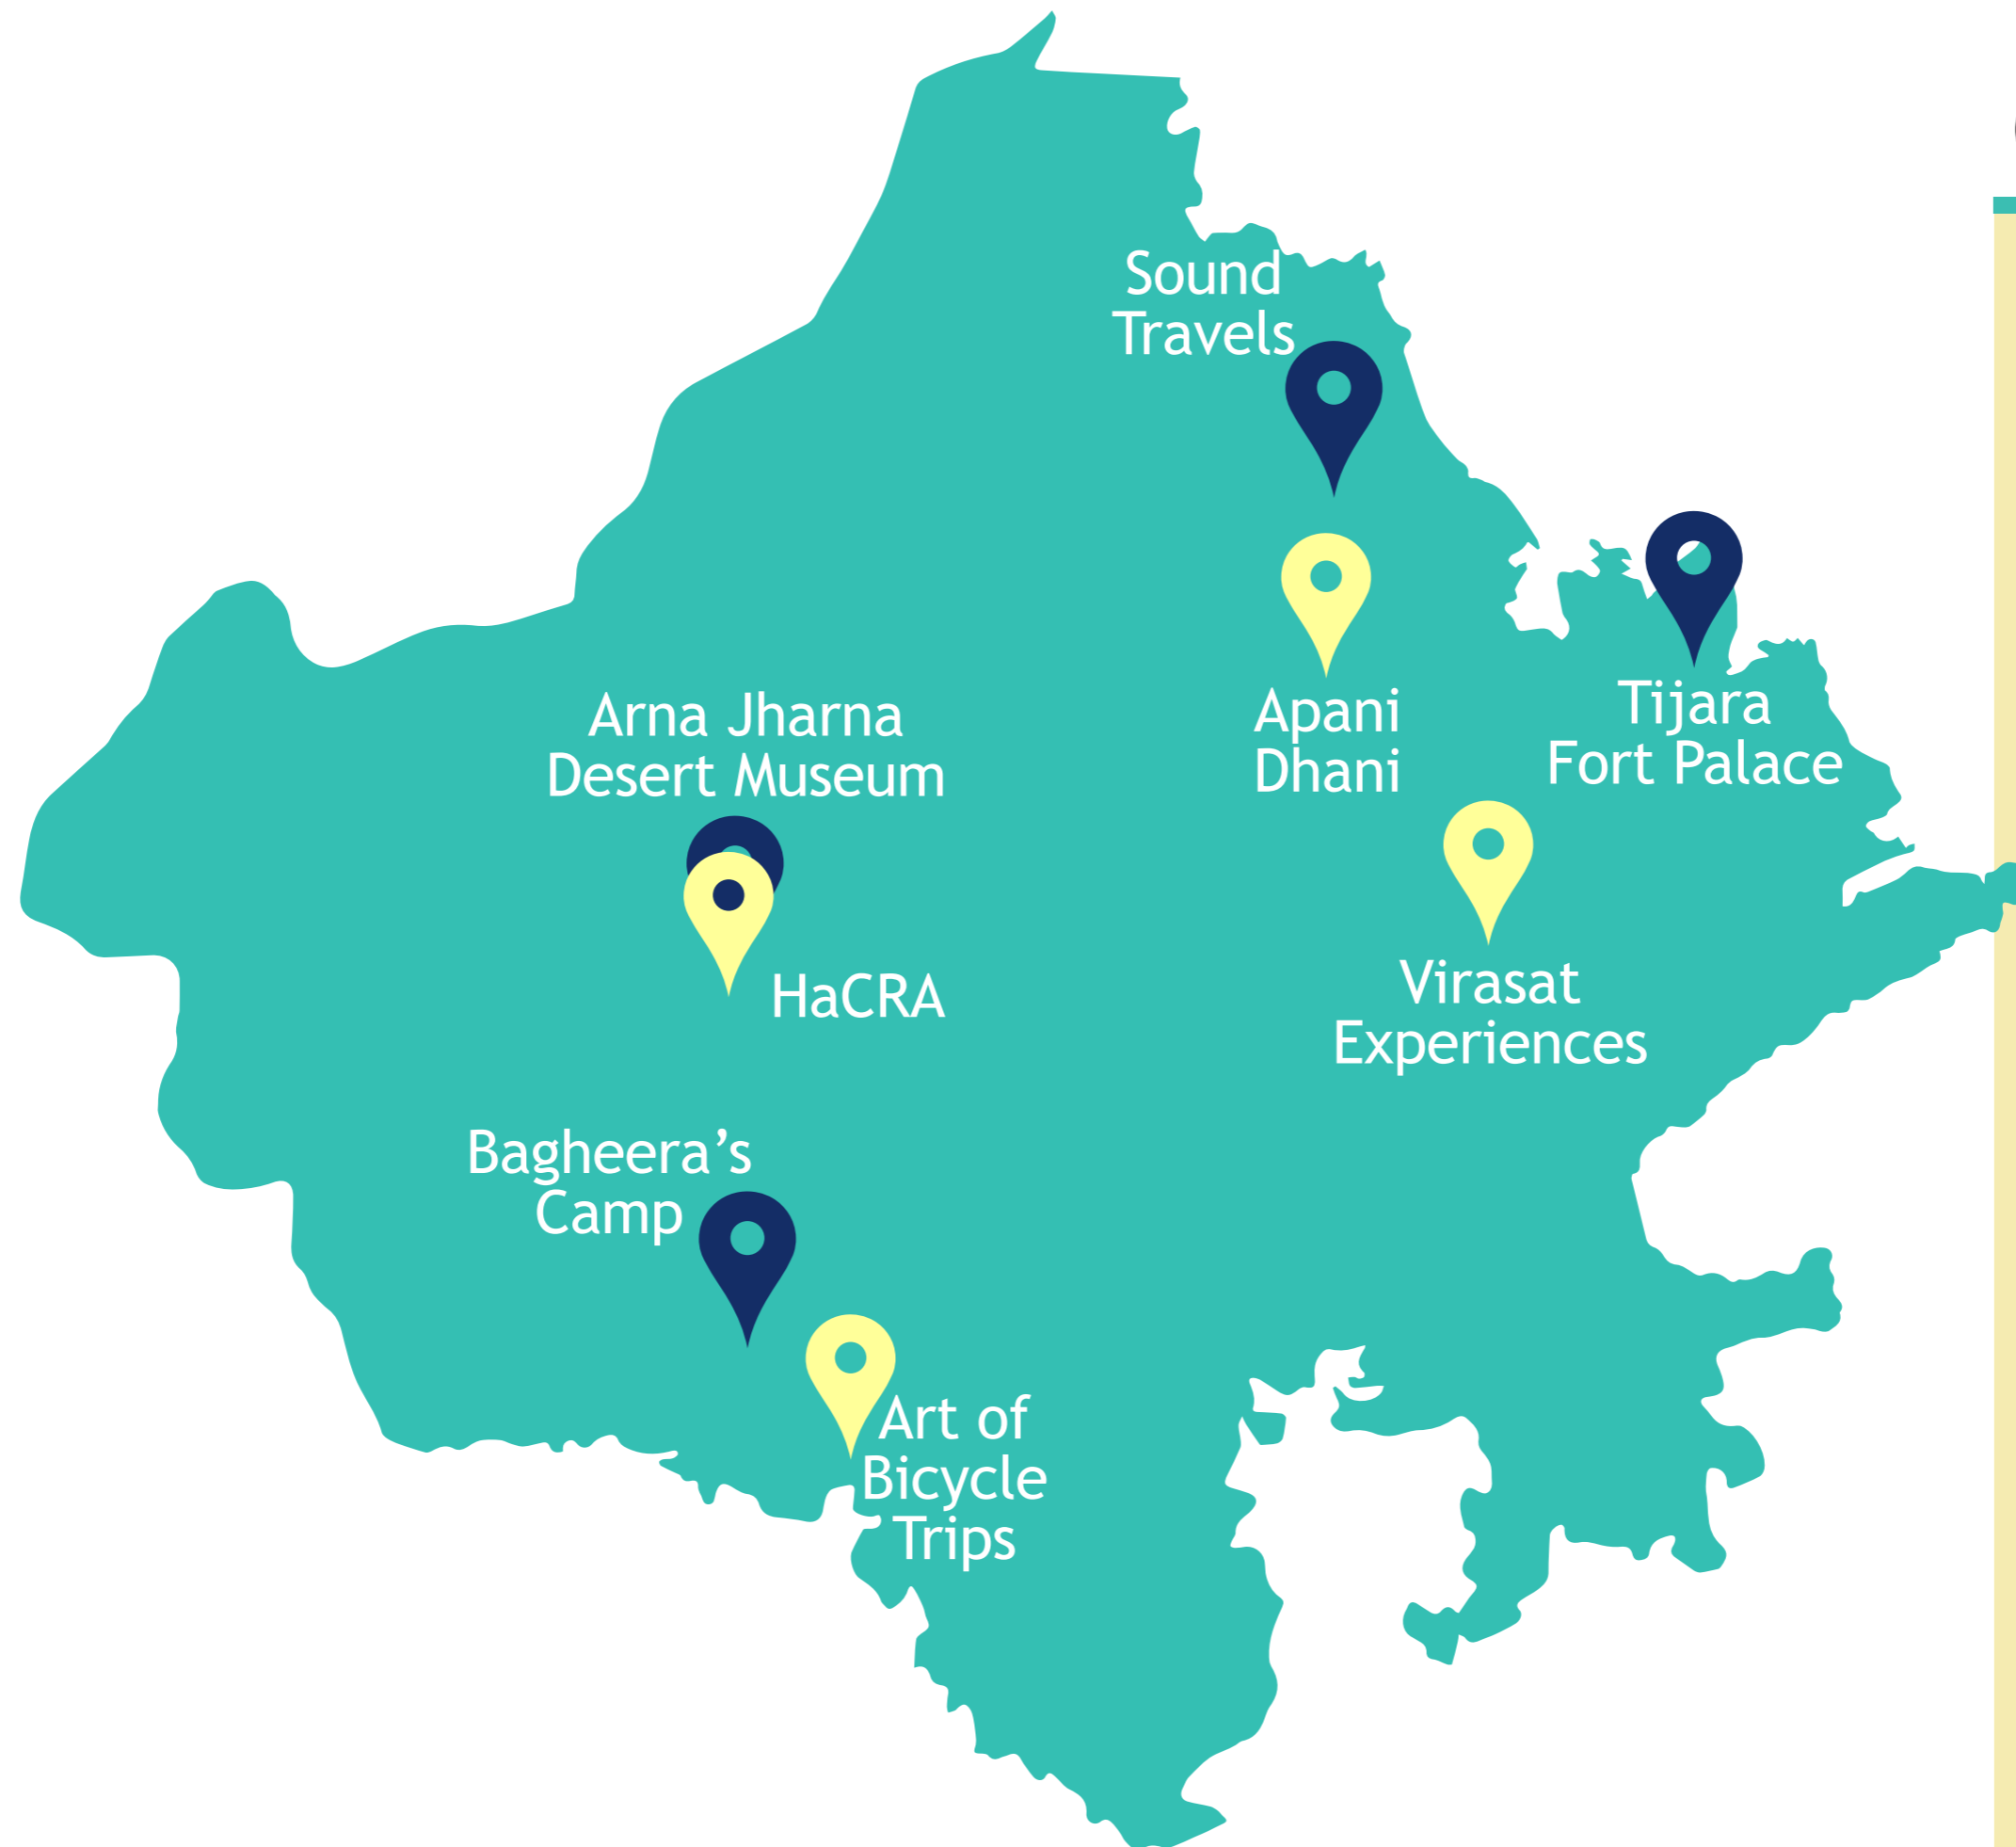 Sound
Travels
Arna Jharna
Desert Museum
Apani
Dhani
Tijara
Fort Palace
HaCRA
Virasat
Experiences
Bagheera’s
Camp
Art of
Bicycle
Trips